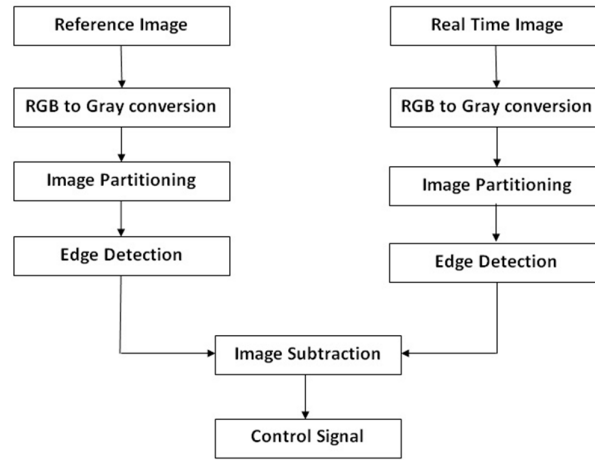 Reference Image
Real Time Image
RGB to Gray conversion
RGB to Gray conversion
Image Partitioning
Image Partitioning
Edge Detection
Edge Detection
Image Subtraction
Control Signal